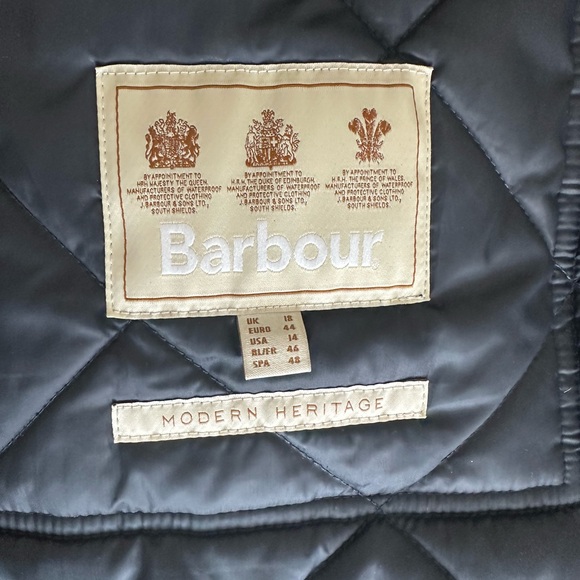 BY APPOINTMENT TO
HER MAJESTY THE QUEEN.
MANUFACTURERS OF WATERPROOF
AND PROTECTIVE CLOTHING
J. BARBOUR & SONS LTD.,
SOUTH SHIELDS.
BY APPOINTMENT TO
H.R.H. THE DUKE OF EDINBURGH.
MANUFACTURERS OF WATERPROOF
AND PROTECTIVE CLOTHING
J. BARBOUR & SONS LTD.,
SOUTH SHIELDS.
BY APPOINTMENT TO
H.R.H. THE PRINCE OF WALES.
MANUFACTURERS OF WATERPROOF
AND PROTECTIVE CLOTHING
J. BARBOUR & SONS LTD.,
SOUTH SHIELDS.
Barbour
UK 18
EURO 44
USA 14
BL/FR 46
SPA 48
MODERN HERITAGE